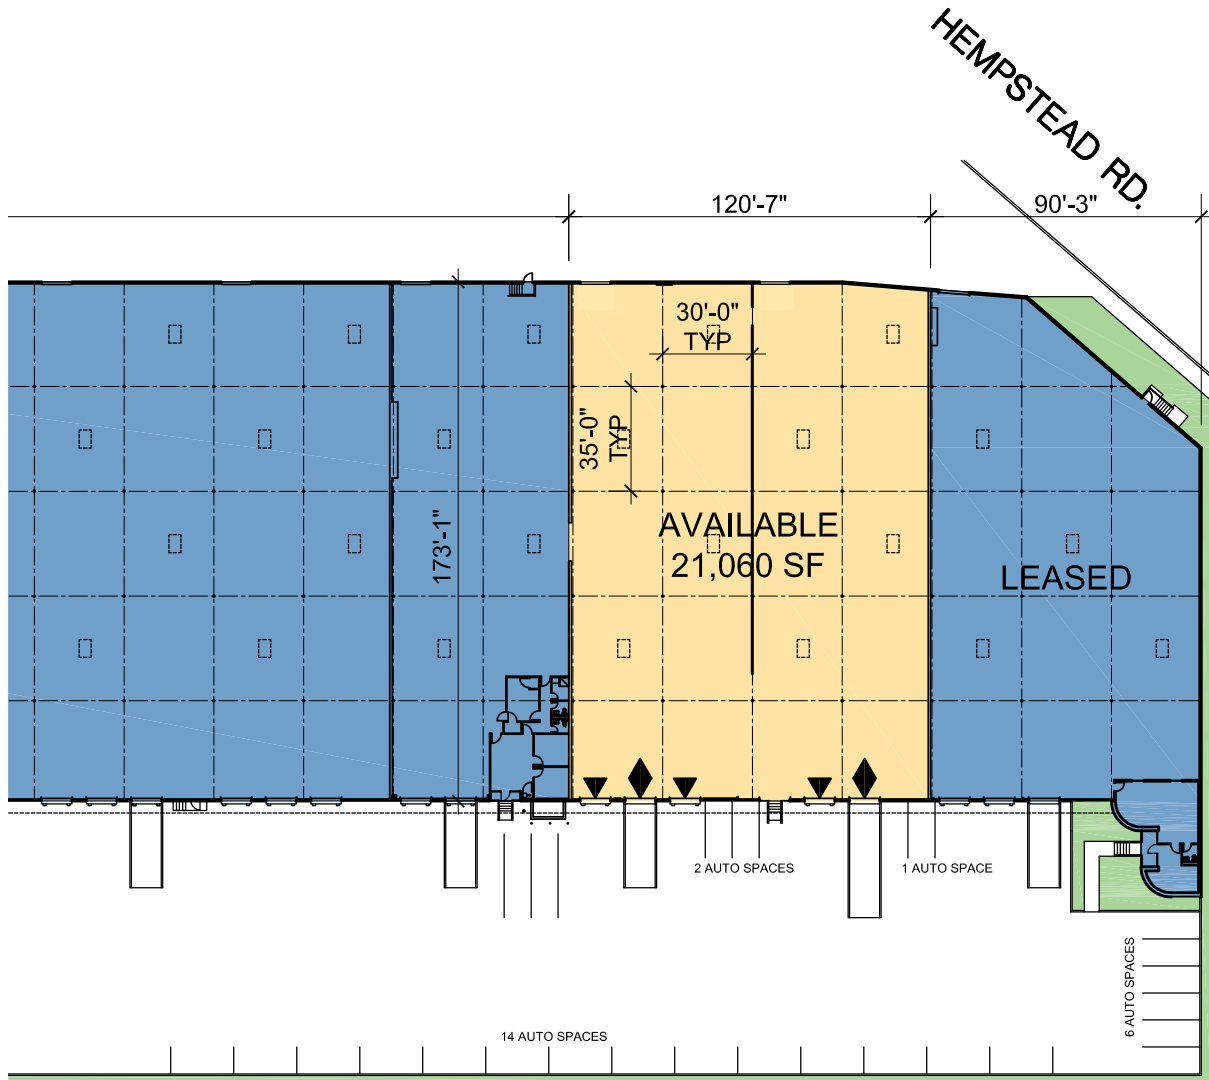 HEMPSTEAD RD.
120'-7"
90'-3"
30'-0"
TYP
35'-0"
TYP
173'-1"
AVAILABLE
21,060 SF
LEASED
2 AUTO SPACES
1 AUTO SPACE
6 AUTO SPACES
14 AUTO SPACES